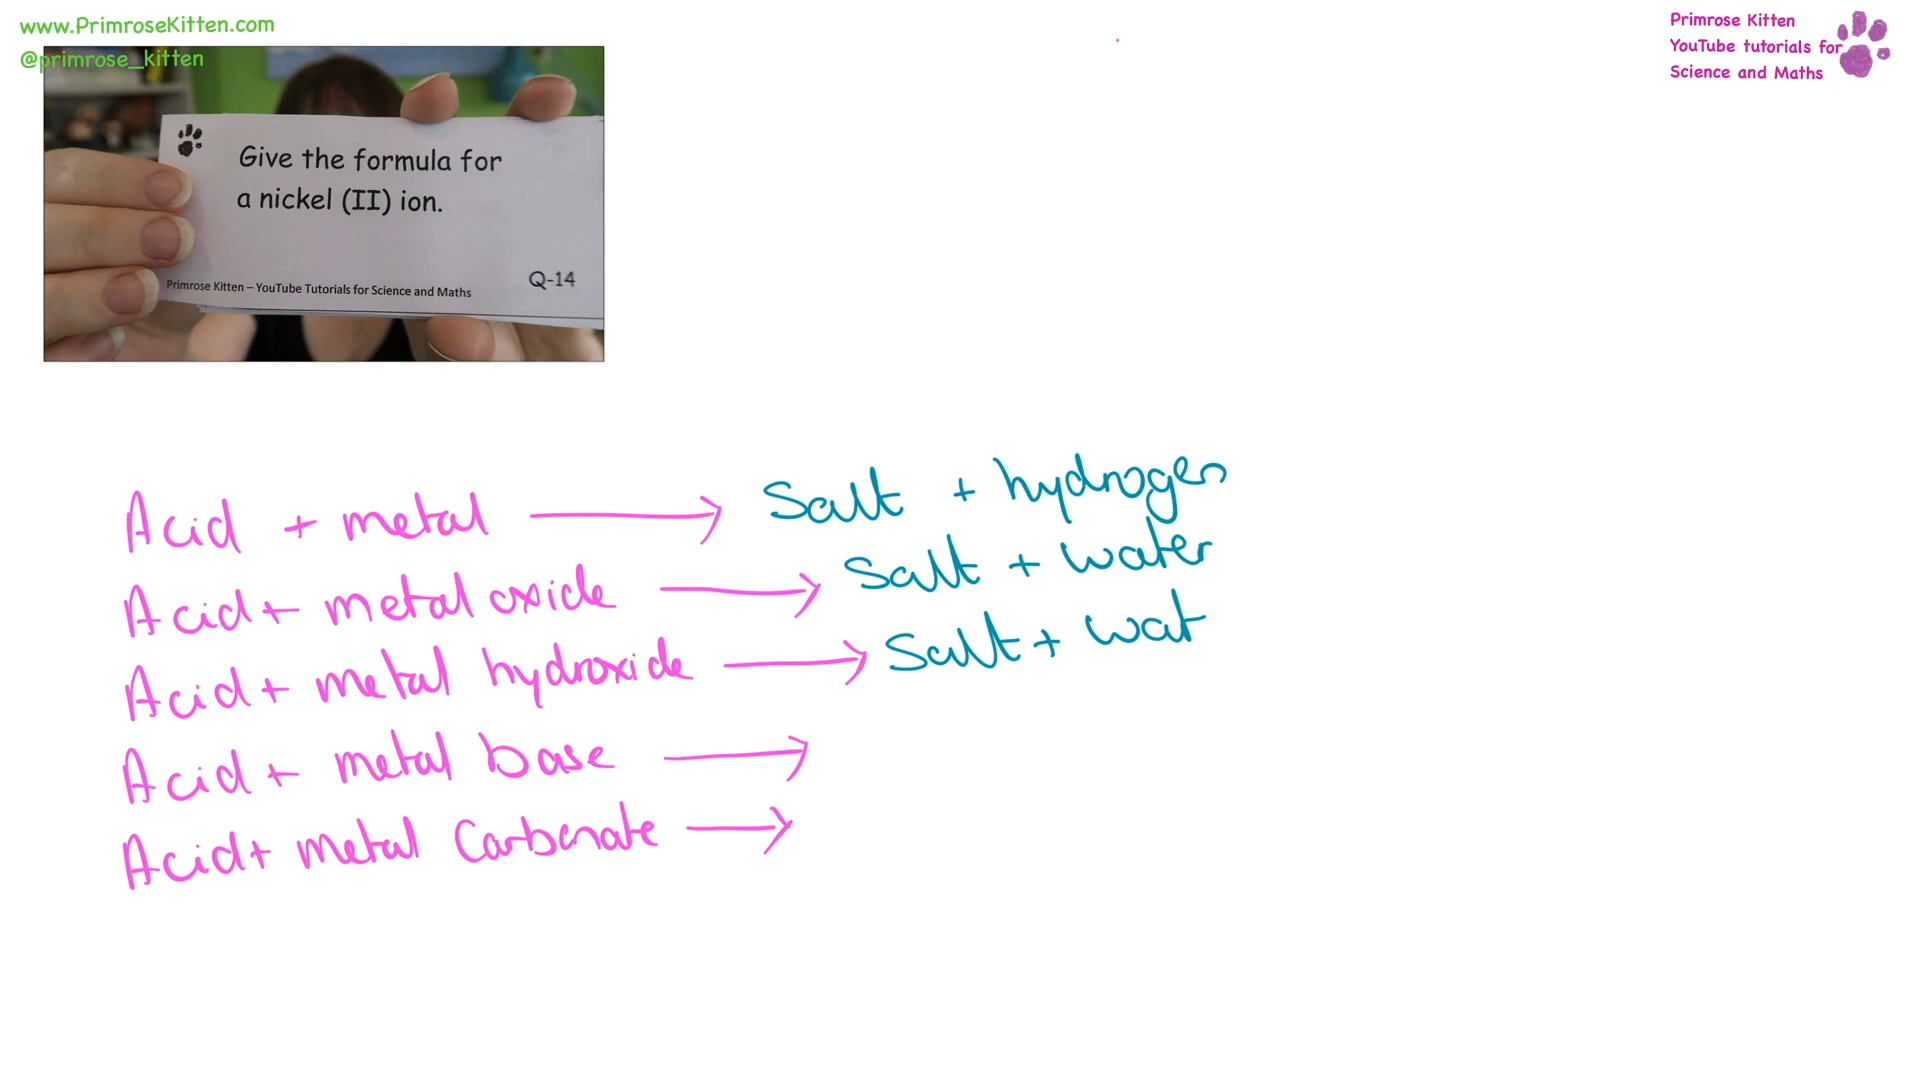 www.PrimroseKitten.com
@primrose_kitten
Primrose Kitten
YouTube tutorials for
Science and Maths
Give the formula for
a nickel (II) ion.
Q-14
Primrose Kitten – YouTube Tutorials for Science and Maths
Acid + metal → Salt + hydrogen
Acid + metal oxide → Salt + water
Acid + metal hydroxide → Salt + wat
Acid + metal base →
Acid + metal Carbonate →